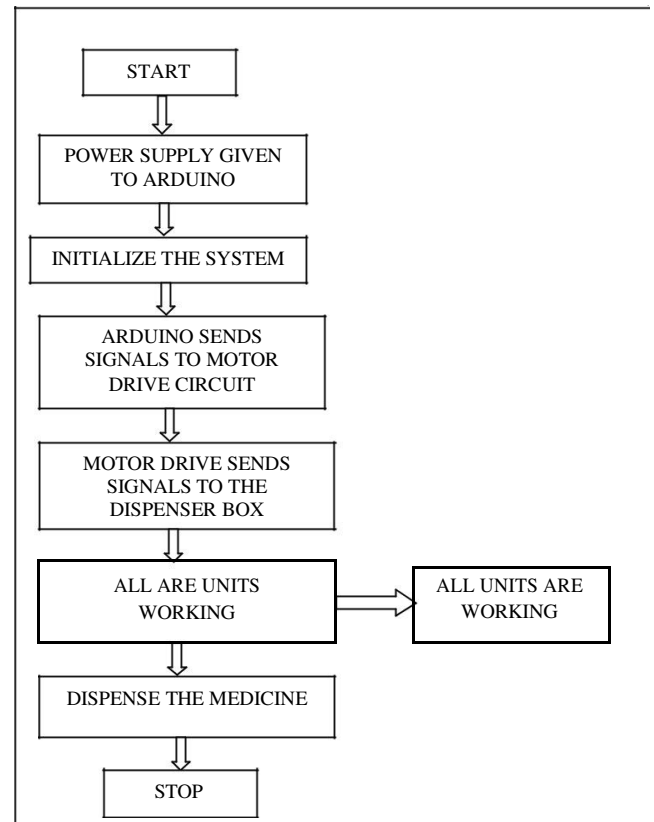 START
POWER SUPPLY GIVEN
TO ARDUINO
INITIALIZE THE SYSTEM
ARDUINO SENDS
SIGNALS TO MOTOR
DRIVE CIRCUIT
MOTOR DRIVE SENDS
SIGNALS TO THE
DISPENSER BOX
ALL ARE UNITS
WORKING
ALL UNITS ARE
WORKING
DISPENSE THE MEDICINE
STOP